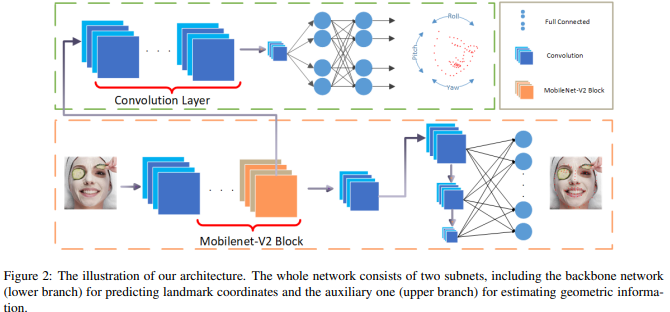 Roll
Pitch
Yaw
Convolution Layer
Full Connected
Convolution
MobileNet-V2 Block
Mobilenet-V2 Block
Figure 2: The illustration of our architecture. The whole network consists of two subnets, including the backbone network
(lower branch) for predicting landmark coordinates and the auxiliary one (upper branch) for estimating geometric informa-
tion.